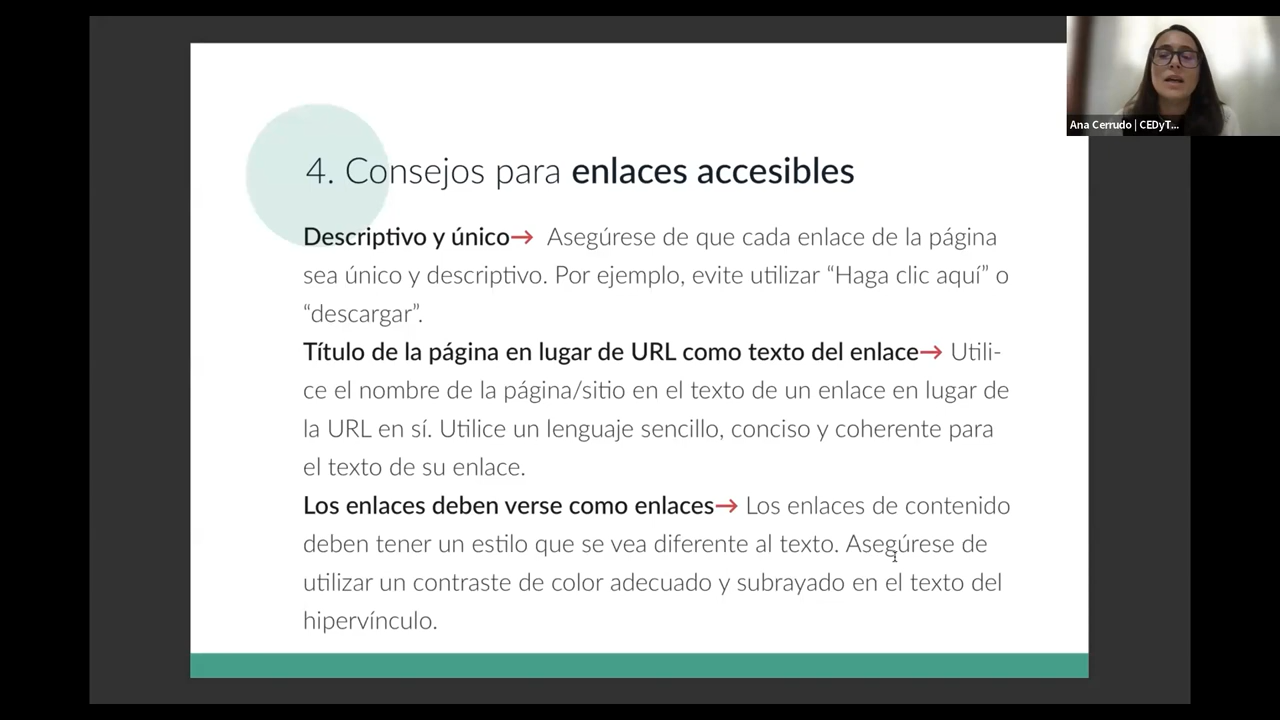 Ana Cerrudo | CEDyT...
4. Consejos para enlaces accesibles
Descriptivo y único→ Asegúrese de que cada enlace de la página
sea único y descriptivo. Por ejemplo, evite utilizar “Haga clic aquí” o
“descargar”.
Título de la página en lugar de URL como texto del enlace→ Utili-
ce el nombre de la página/sitio en el texto de un enlace en lugar de
la URL en sí. Utilice un lenguaje sencillo, conciso y coherente para
el texto de su enlace.
Los enlaces deben verse como enlaces→ Los enlaces de contenido
deben tener un estilo que se vea diferente al texto. Asegúrese de
utilizar un contraste de color adecuado y subrayado en el texto del
hipervínculo.